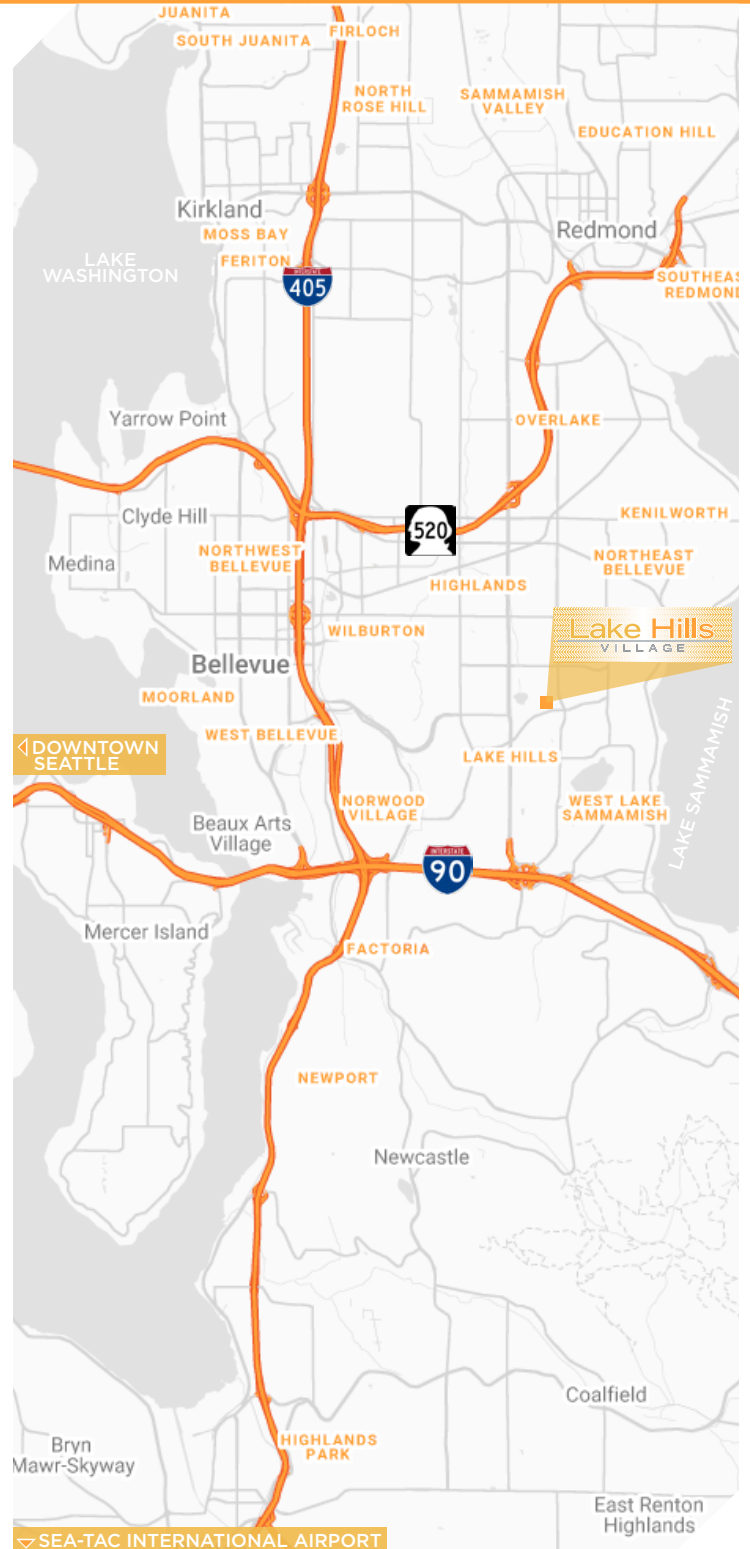 JUANITA
SOUTH JUANITA
FIRLOCH
NORTH
ROSE HILL
SAMMAMISH
VALLEY
EDUCATION HILL
Kirkland
MOSS BAY
FERITON
Redmond
LAKE
WASHINGTON
INTERSTATE
405
SOUTHEAS
REDMOND
Yarrow Point
OVERLAKE
Clyde Hill
520
KENILWORTH
Medina
NORTHWEST
BELLEVUE
NORTHEAST
BELLEVUE
HIGHLANDS
WILBURTON
Lake Hills
VILLAGE
Bellevue
MOORLAND
WEST BELLEVUE
DOWNTOWN
SEATTLE
LAKE HILLS
LAKE SAMMAMISH
NORWOOD
VILLAGE
WEST LAKE
SAMMAMISH
Beaux Arts
Village
INTERSTATE
90
Mercer Island
FACTORIA
NEWPORT
Newcastle
Coalfield
HIGHLANDS
PARK
Bryn
Mawr-Skyway
East Renton
Highlands
SEA-TAC INTERNATIONAL AIRPORT